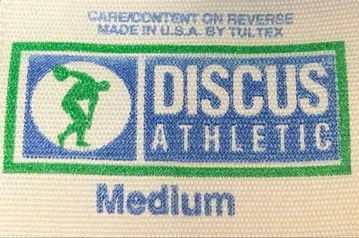 CARE/CONTENT ON REVERSE
MADE IN U.S.A. BY TULTEX
DISCUS
ATHLETIC
Medium